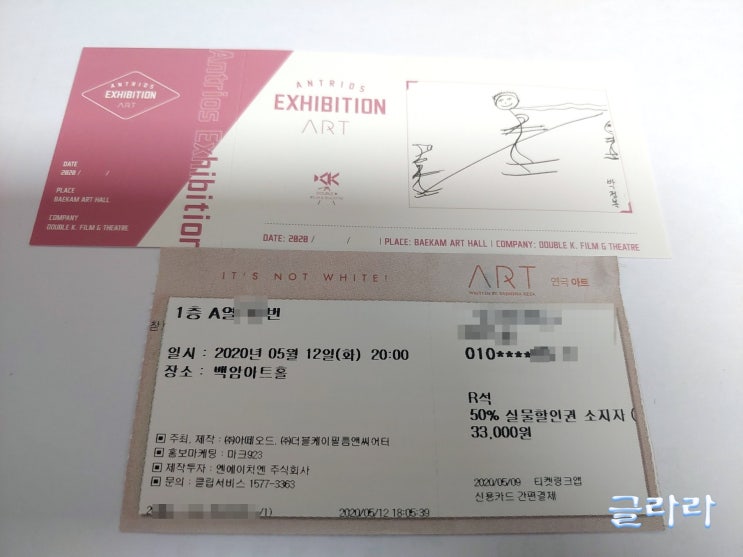 ANTRIOS
EXHIBITION
ART
DATE
2020 / /
PLACE
BAEKAM ART HALL
COMPANY
DOUBLE K. FILM & THEATRE
Antrios Exhibition
ANTRIOS
EXHIBITION
ART
DATE: 2020 / / | PLACE: BAEKAM ART HALL | COMPANY: DOUBLE K. FILM & THEATRE
IT'S NOT WHITE!
ART
연극 아트
1층 A열 번
일시 : 2020년 05월 12일(화) 20:00
장소 : 백암아트홀
010****
R석
50% 실물할인권 소지자 (
33,000원
▣ 주최. 제작 : ㈜아떼오드. ㈜더블케이필름앤씨어터
▣ 홍보마케팅 : 마크923
▣ 제작투자 : 엔에이치엔 주식회사
▣ 문의 : 클립서비스 1577-3363
2020/05/09 티켓링크앱
신용카드 간편결제
/1)
2020/05/12 18:05:39
글라라